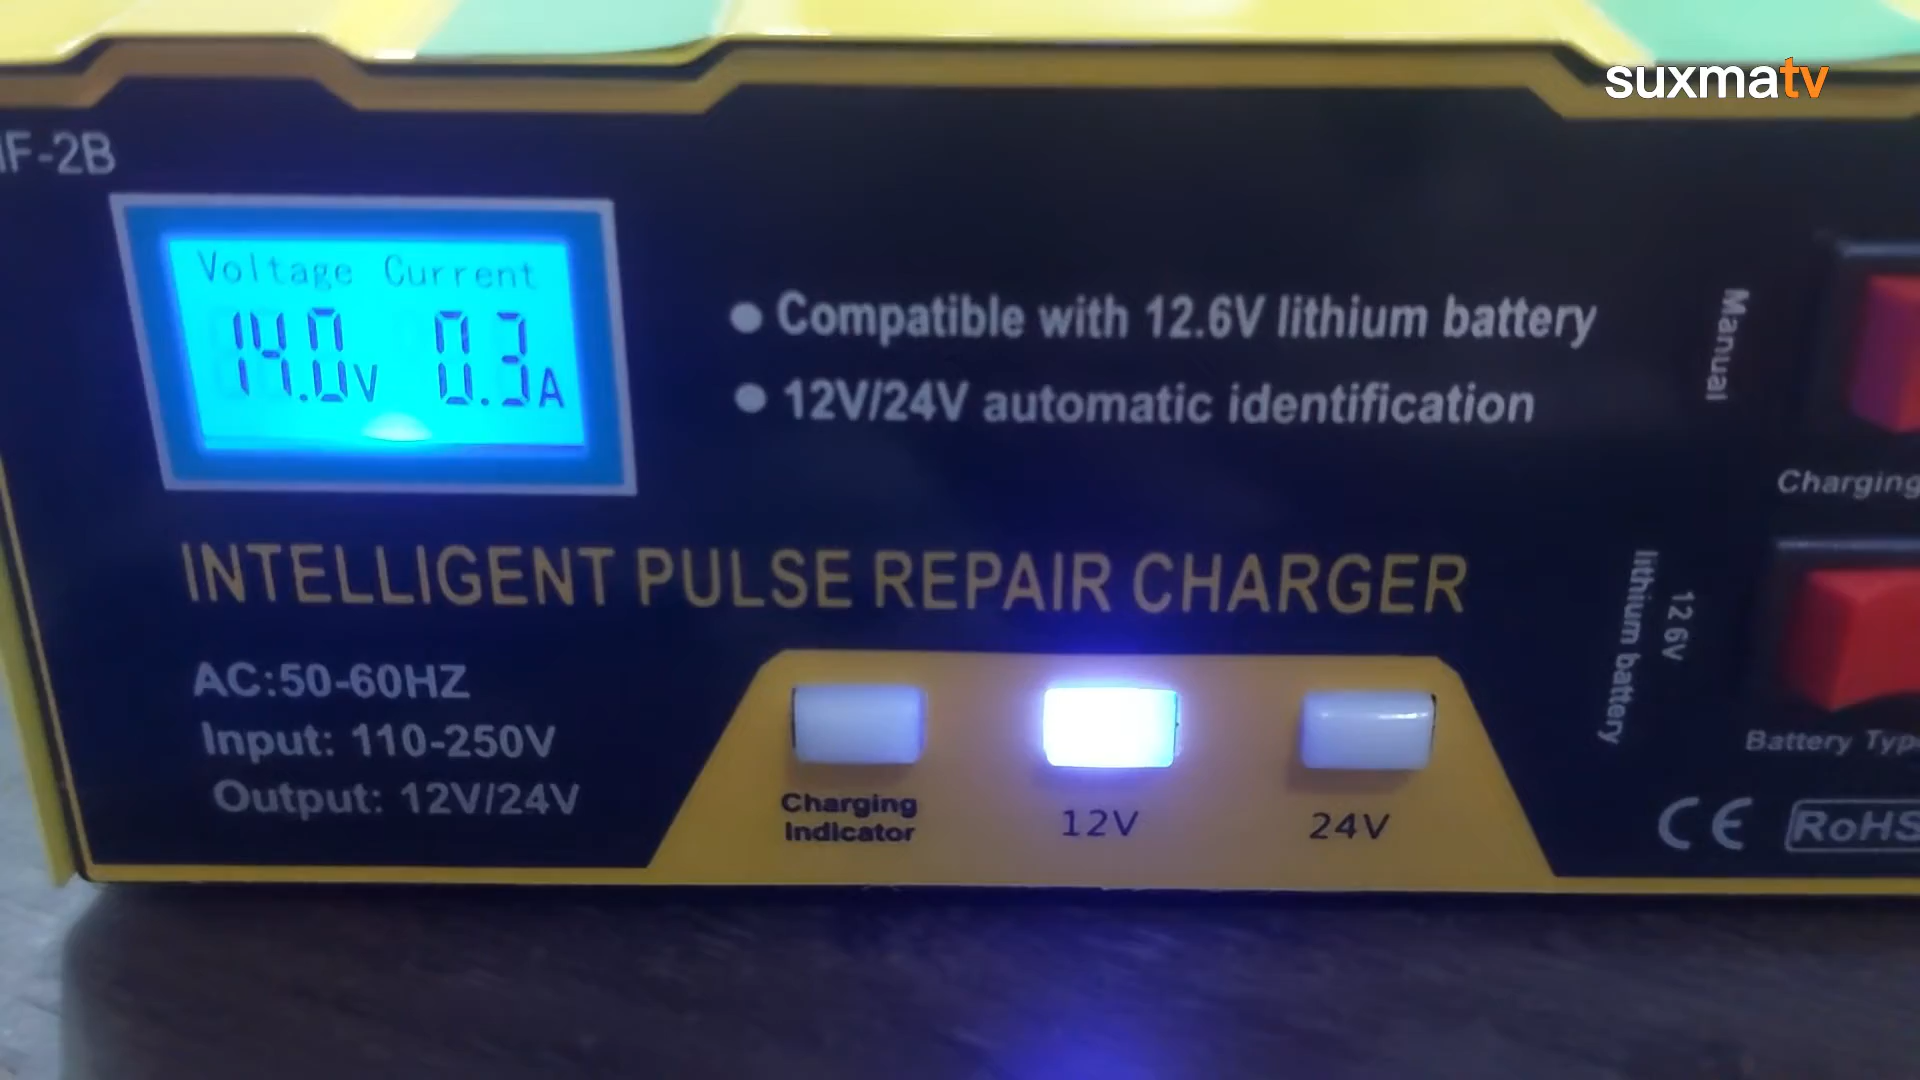 suxmatv
MF-2B
Voltage Current
14.0V 0.3A
● Compatible with 12.6V lithium battery
● 12V/24V automatic identification
Manual
Charging
INTELLIGENT PULSE REPAIR CHARGER
12.6V
lithium battery
AC:50-60HZ
Input: 110-250V
Output: 12V/24V
Charging
Indicator
12V
24V
Battery Type
CE RoHS